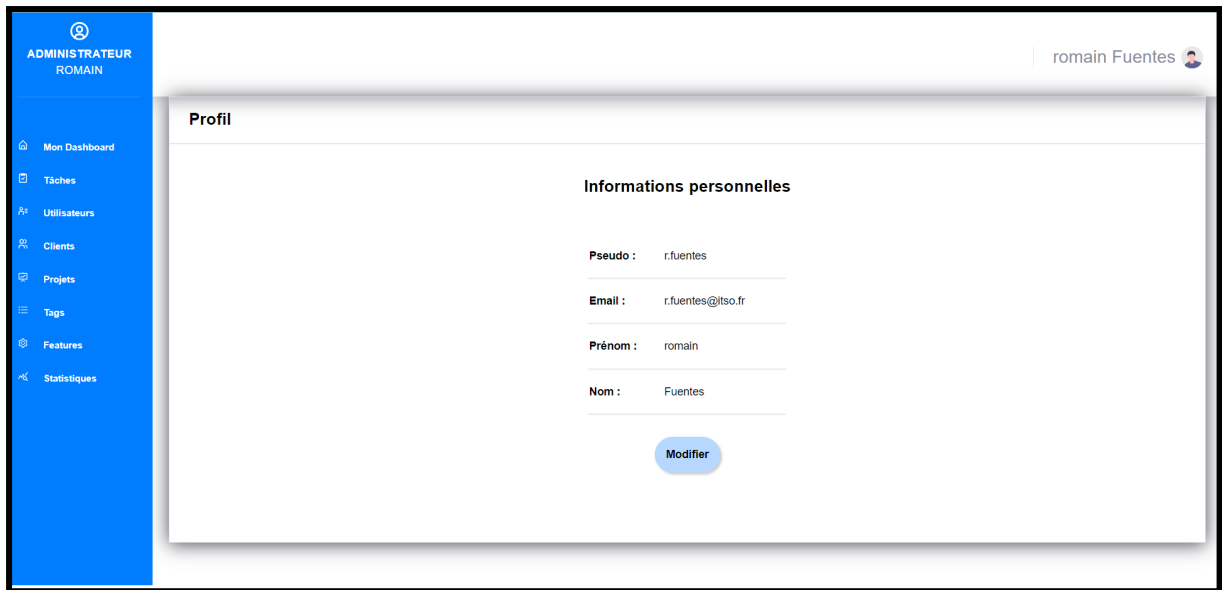 ADMINISTRATEUR
ROMAIN
romain Fuentes
Mon Dashboard
Tâches
Utilisateurs
Clients
Projets
Tags
Features
Statistiques
Profil
Informations personnelles
Pseudo : r.fuentes
Email : r.fuentes@itso.fr
Prénom : romain
Nom : Fuentes
Modifier